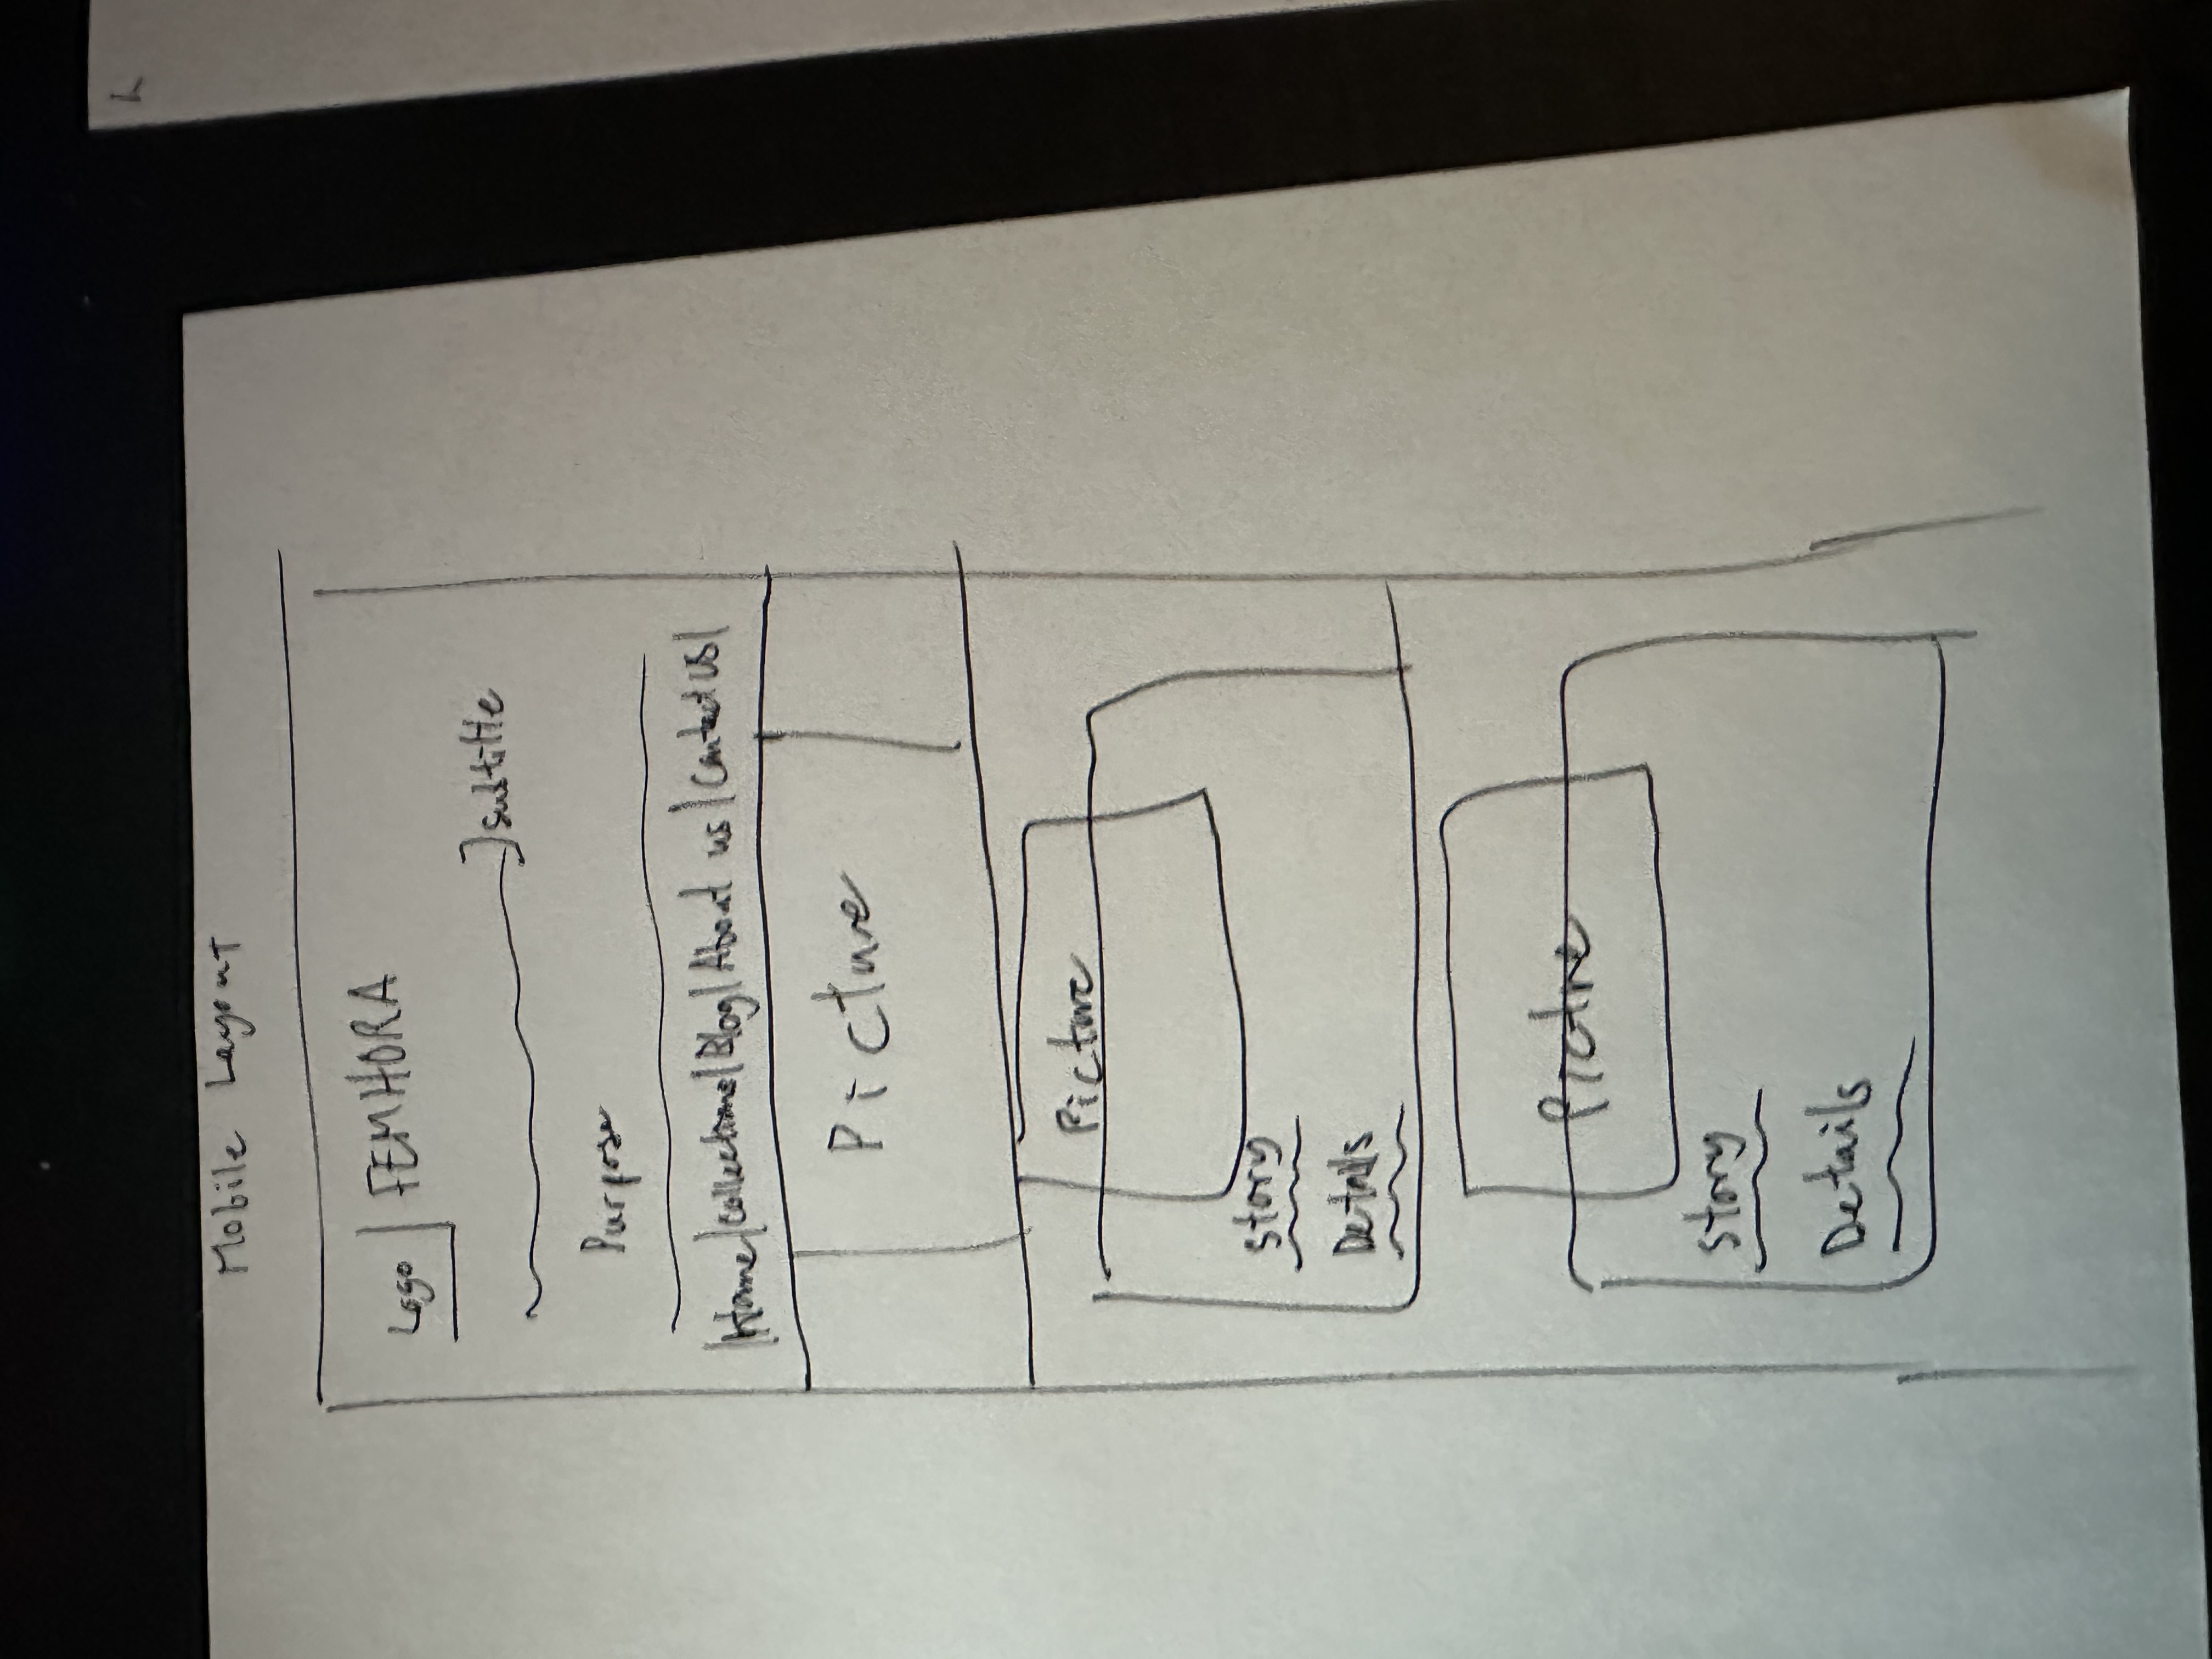 Mobile Layout
Logo FEMHORA
subtitle
Purpose
|Home|Collections|Blog|About us|Contact US|
Picture
Picture
story
Details
Pictre
story
Details
L